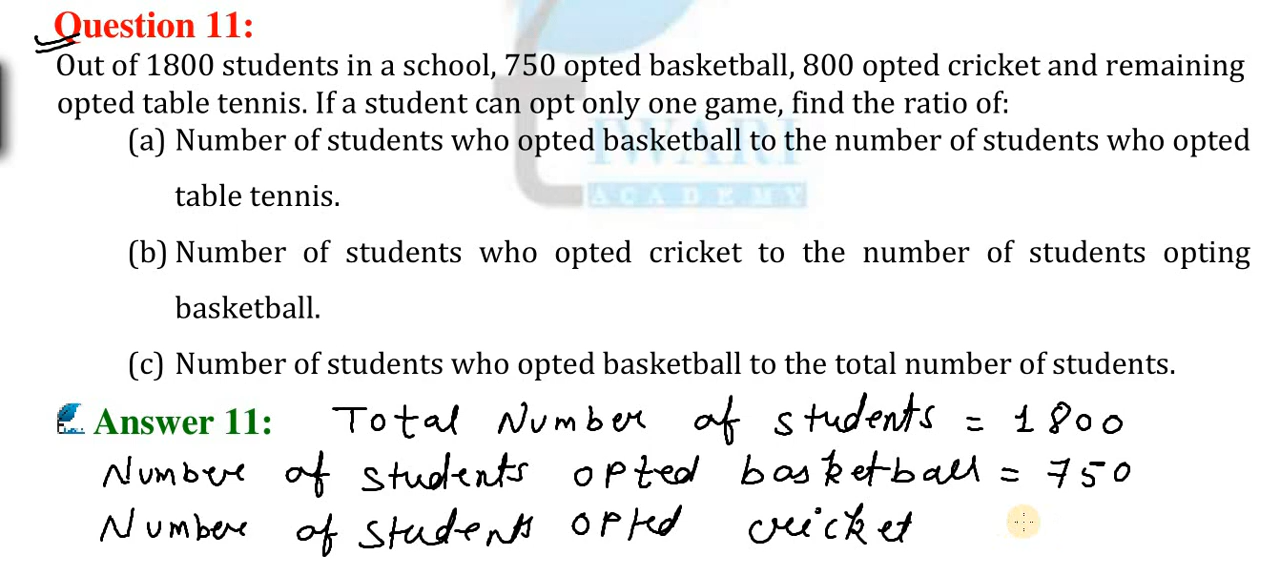 Question 11:
Out of 1800 students in a school, 750 opted basketball, 800 opted cricket and remaining
opted table tennis. If a student can opt only one game, find the ratio of:
(a) Number of students who opted basketball to the number of students who opted
table tennis.
(b) Number of students who opted cricket to the number of students opting
basketball.
(c) Number of students who opted basketball to the total number of students.
IWARI
ACADEMY
Answer 11: Total Number of students = 1800
Number of students opted basketball = 750
Number of students opted cricket